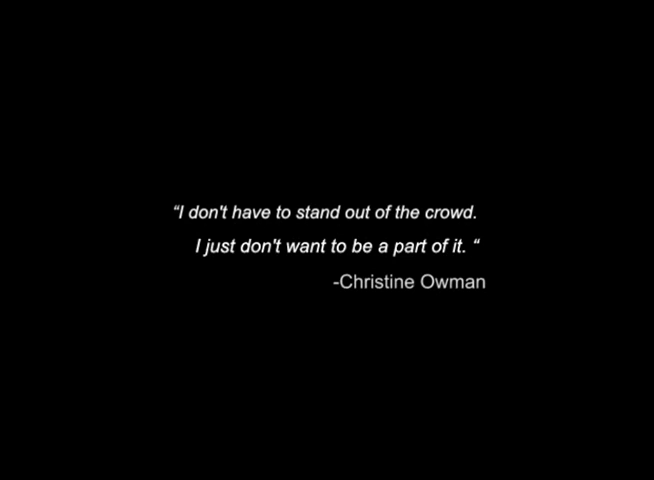 “I don't have to stand out of the crowd.
I just don't want to be a part of it. “
-Christine Owman